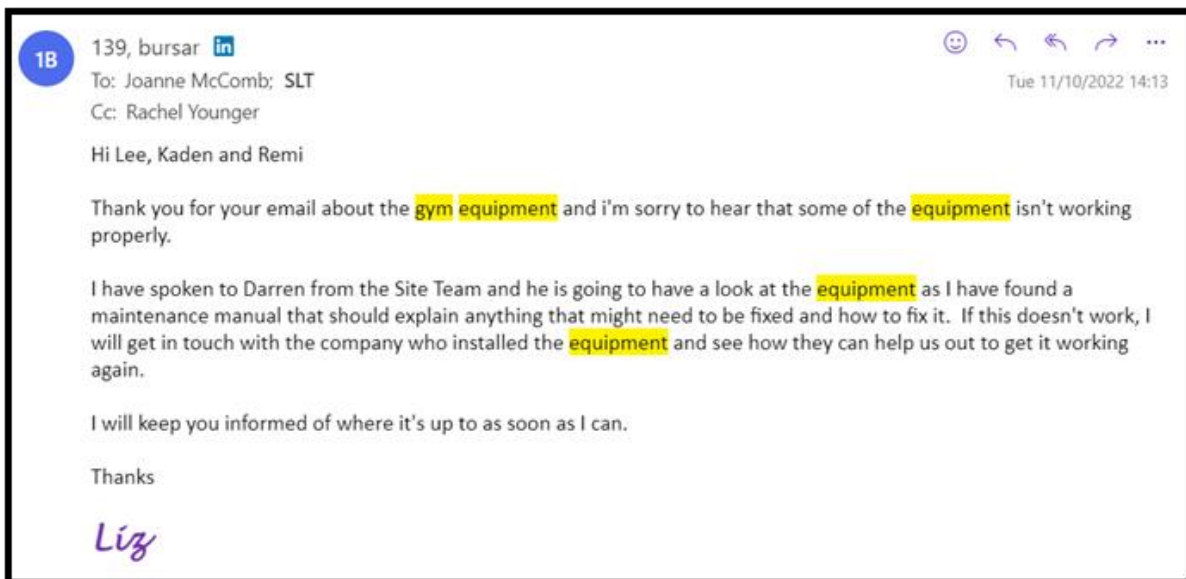 1B
139, bursar in
To: Joanne McComb; SLT
Tue 11/10/2022 14:13
Cc: Rachel Younger
Hi Lee, Kaden and Remi
Thank you for your email about the gym equipment and i'm sorry to hear that some of the equipment isn't working
properly.
I have spoken to Darren from the Site Team and he is going to have a look at the equipment as I have found a
maintenance manual that should explain anything that might need to be fixed and how to fix it.  If this doesn't work, I
will get in touch with the company who installed the equipment and see how they can help us out to get it working
again.
I will keep you informed of where it's up to as soon as I can.
Thanks
Liz